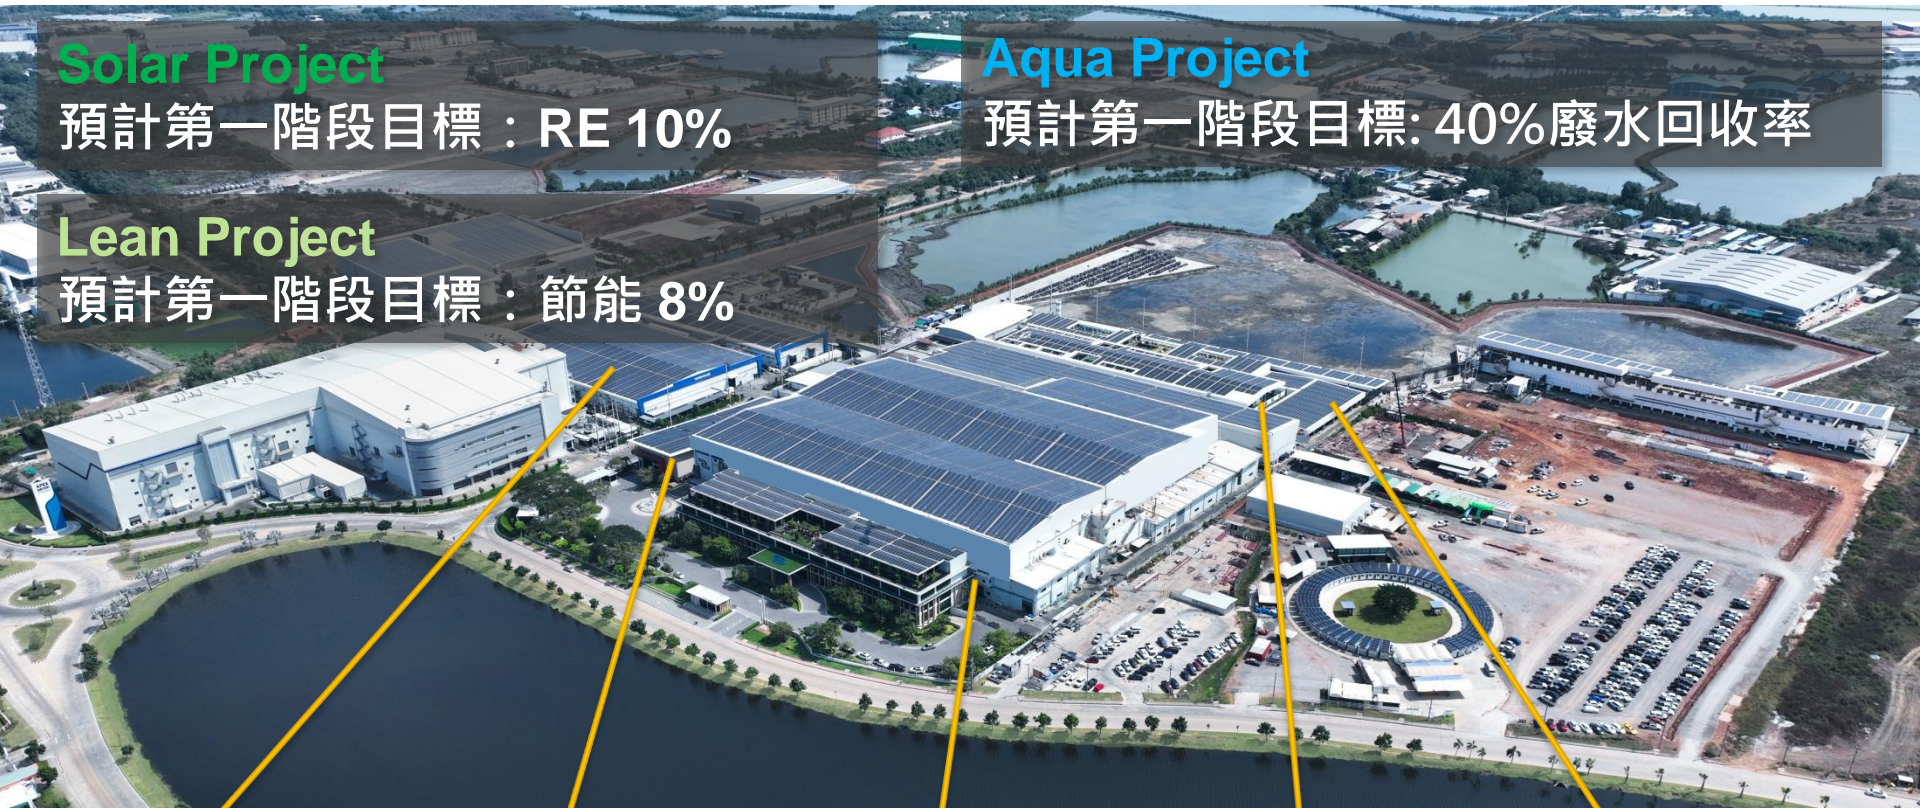 Solar Project
預計第一階段目標：RE 10%
Lean Project
預計第一階段目標：節能 8%
Aqua Project
預計第一階段目標: 40%廢水回收率